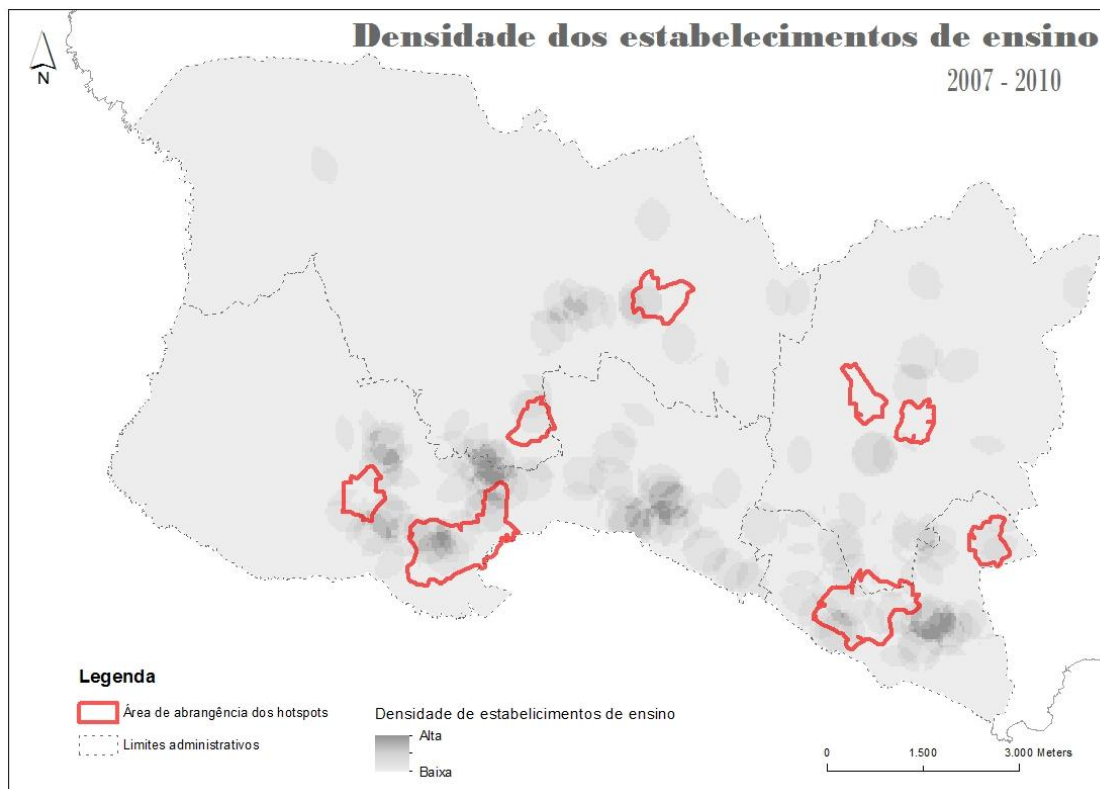 Densidade dos estabelecimentos de ensino
2007 - 2010
N
Legenda
Área de abrangência dos hotspots
Limites administrativos
Densidade de estabelicimentos de ensino
Alta
Baixa
0 1.500 3.000 Meters